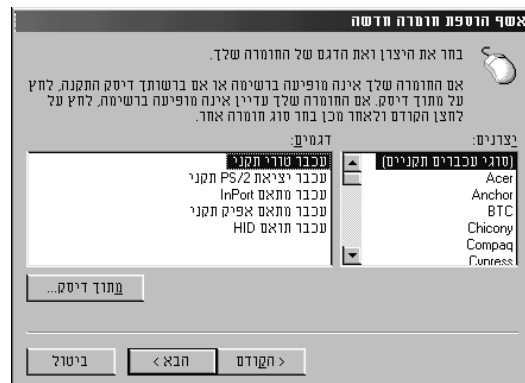 אשף הוספת חומרה חדשה
בחר את היצרן ואת הדגם של החומרה שלך.
אם החומרה שלך אינה מופיעה ברשימה או אם ברשותך דיסק התקנה, לחץ
על מתוך דיסק. אם החומרה שלך עדיין אינה מופיעה ברשימה, לחץ על
לחצן הקודם ולאחר מכן בחר סוג חומרה אחר.
יצרנים:
(סוגי עכברים תקניים)
Acer
Anchor
BTC
Chicony
Compaq
Cypress
דגמים:
עכבר טורי תקני
עכבר יציאת PS/2 תקני
עכבר מתאם InPort
עכבר מתאם אפיק תקני
עכבר תואם HID
מתוך דיסק...
< הקודם
הבא >
ביטול